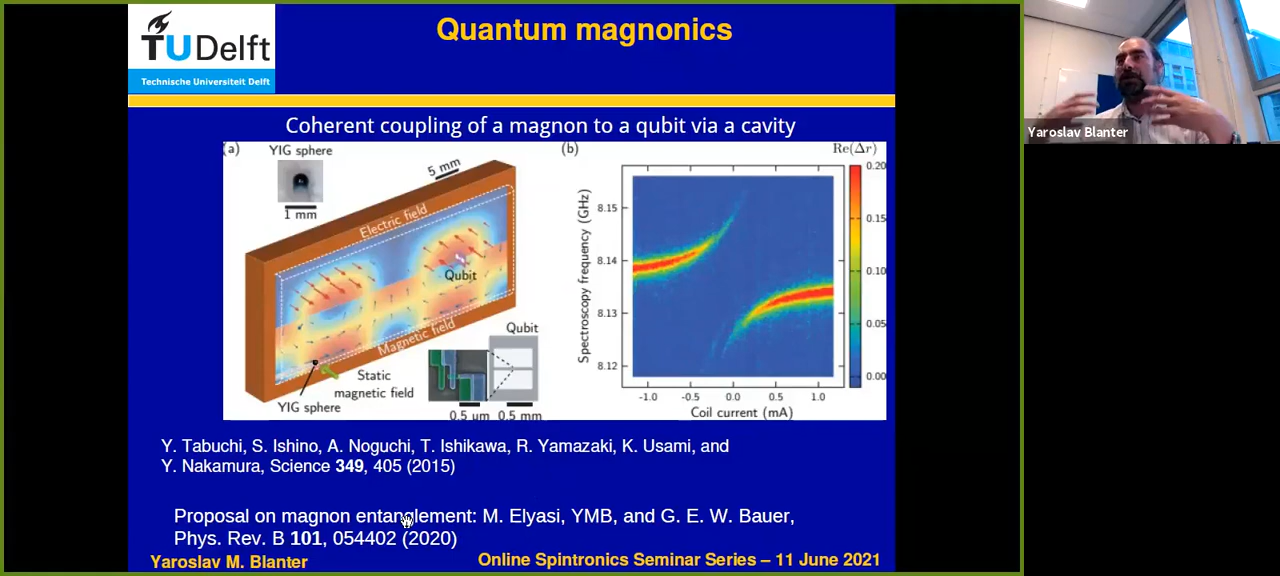 TU Delft
Technische Universiteit Delft
Quantum magnonics
Yaroslav Blanter
Coherent coupling of a magnon to a qubit via a cavity
(a)
YIG sphere
1 mm
5 mm
Electric field
Qubit
Magnetic field
Static
magnetic field
YIG sphere
Qubit
0.5 µm
0.5 mm
(b)
Re(Δr)
0.20
0.15
0.10
0.05
0.00
Spectroscopy frequency (GHz)
8.15
8.14
8.13
8.12
-1.0 -0.5 0.0 0.5 1.0
Coil current (mA)
Y. Tabuchi, S. Ishino, A. Noguchi, T. Ishikawa, R. Yamazaki, K. Usami, and
Y. Nakamura, Science 349, 405 (2015)
Proposal on magnon entanglement: M. Elyasi, YMB, and G. E. W. Bauer,
Phys. Rev. B 101, 054402 (2020)
Yaroslav M. Blanter
Online Spintronics Seminar Series – 11 June 2021